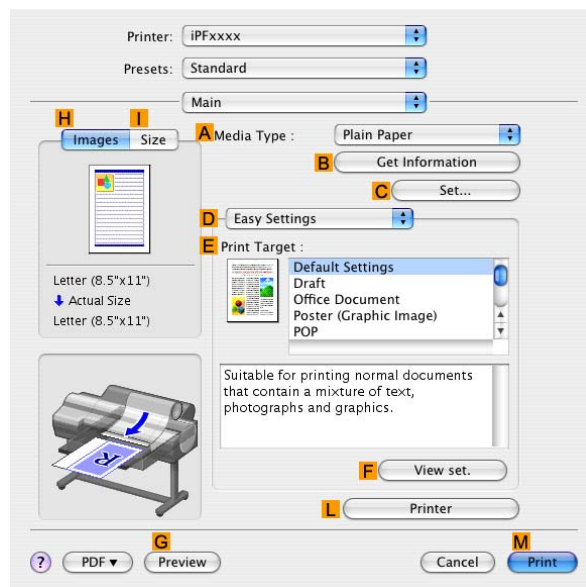 Printer: iPFxxxx
Presets: Standard
Main
H I
Images Size
A Media Type : Plain Paper
B Get Information
C Set...
D Easy Settings
E Print Target :
Default Settings
Draft
Office Document
Poster (Graphic Image)
POP
Letter (8.5"x11")
Actual Size
Letter (8.5"x11")
Suitable for printing normal documents
that contain a mixture of text,
photographs and graphics.
R
F View set.
L Printer
G M
? PDF▼ Preview Cancel Print